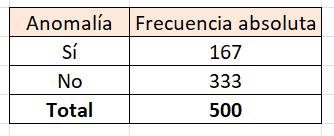 Anomalía Frecuencia absoluta
Sí 167
No 333
Total 500